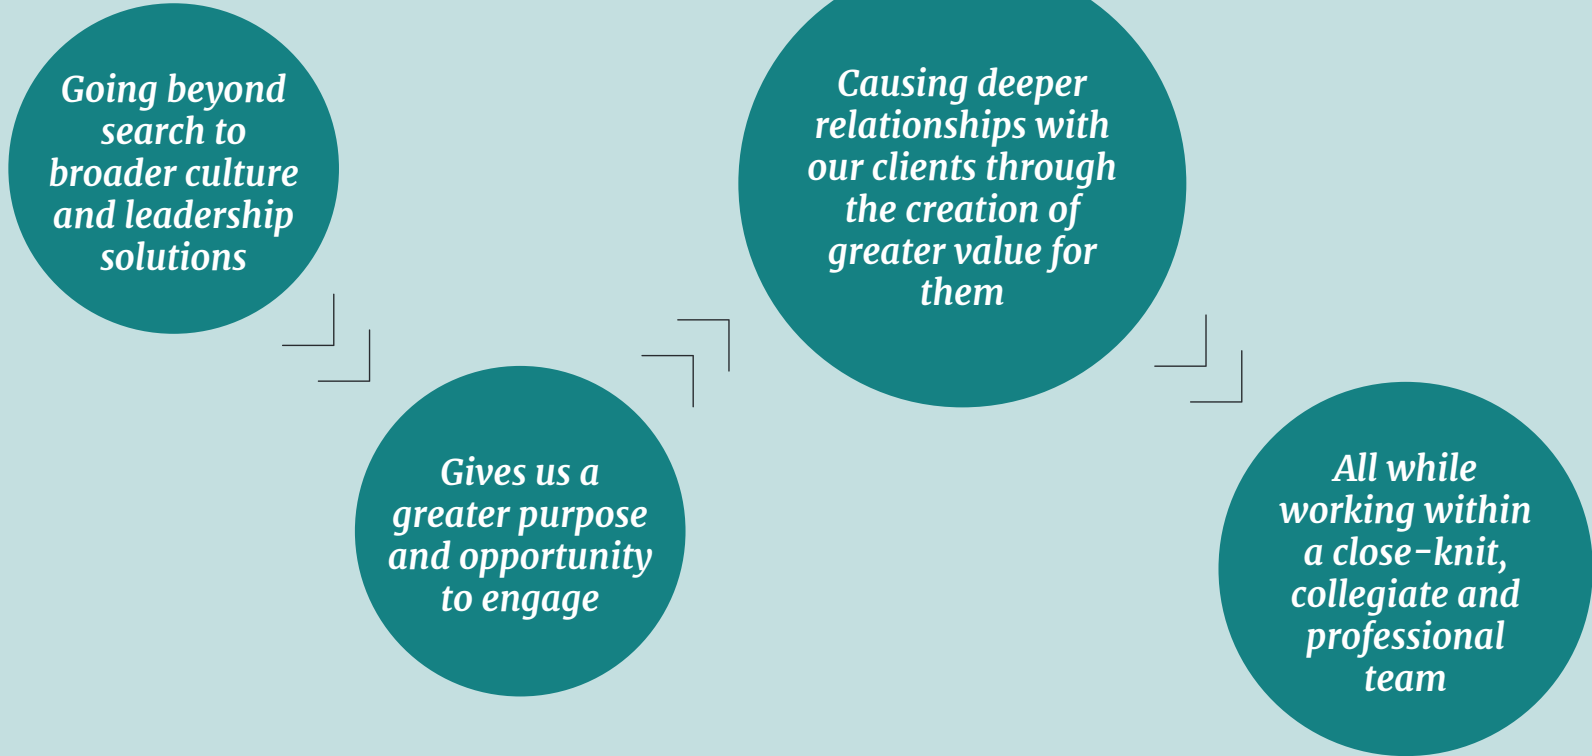 Going beyond
search to
broader culture
and leadership
solutions
Gives us a
greater purpose
and opportunity
to engage
Causing deeper
relationships with
our clients through
the creation of
greater value for
them
All while
working within
a close-knit,
collegiate and
professional
team